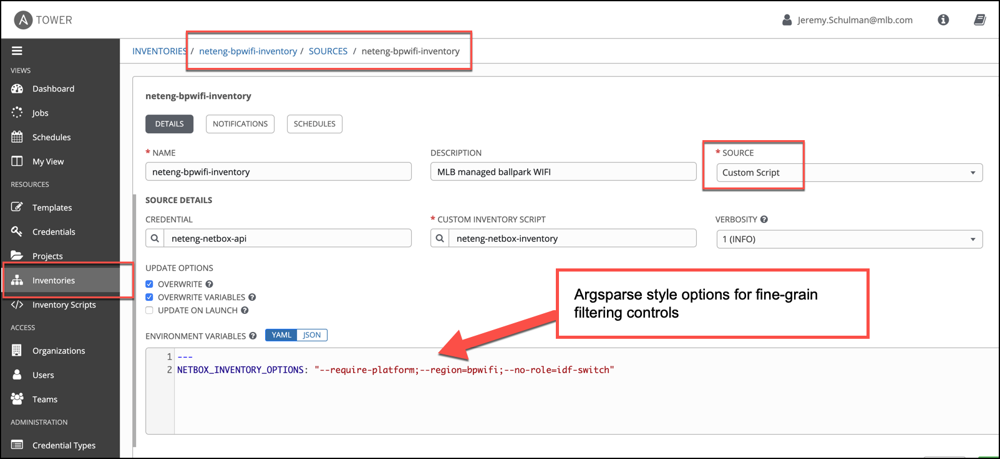 A TOWER
Jeremy.Schulman@mlb.com
INVENTORIES / neteng-bpwifi-inventory / SOURCES / neteng-bpwifi-inventory
VIEWS
Dashboard
Jobs
Schedules
My View
RESOURCES
Templates
Credentials
Projects
Inventories
Inventory Scripts
ACCESS
Organizations
Users
Teams
ADMINISTRATION
Credential Types
neteng-bpwifi-inventory
DETAILS NOTIFICATIONS SCHEDULES
* NAME
neteng-bpwifi-inventory
DESCRIPTION
MLB managed ballpark WIFI
* SOURCE
Custom Script
SOURCE DETAILS
CREDENTIAL
neteng-netbox-api
* CUSTOM INVENTORY SCRIPT
neteng-netbox-inventory
VERBOSITY ?
1 (INFO)
UPDATE OPTIONS
OVERWRITE ?
OVERWRITE VARIABLES ?
UPDATE ON LAUNCH ?
Argsparse style options for fine-grain
filtering controls
ENVIRONMENT VARIABLES ? YAML JSON
1 ---
2 NETBOX_INVENTORY_OPTIONS: "--require-platform;--region=bpwifi;--no-role=idf-switch"